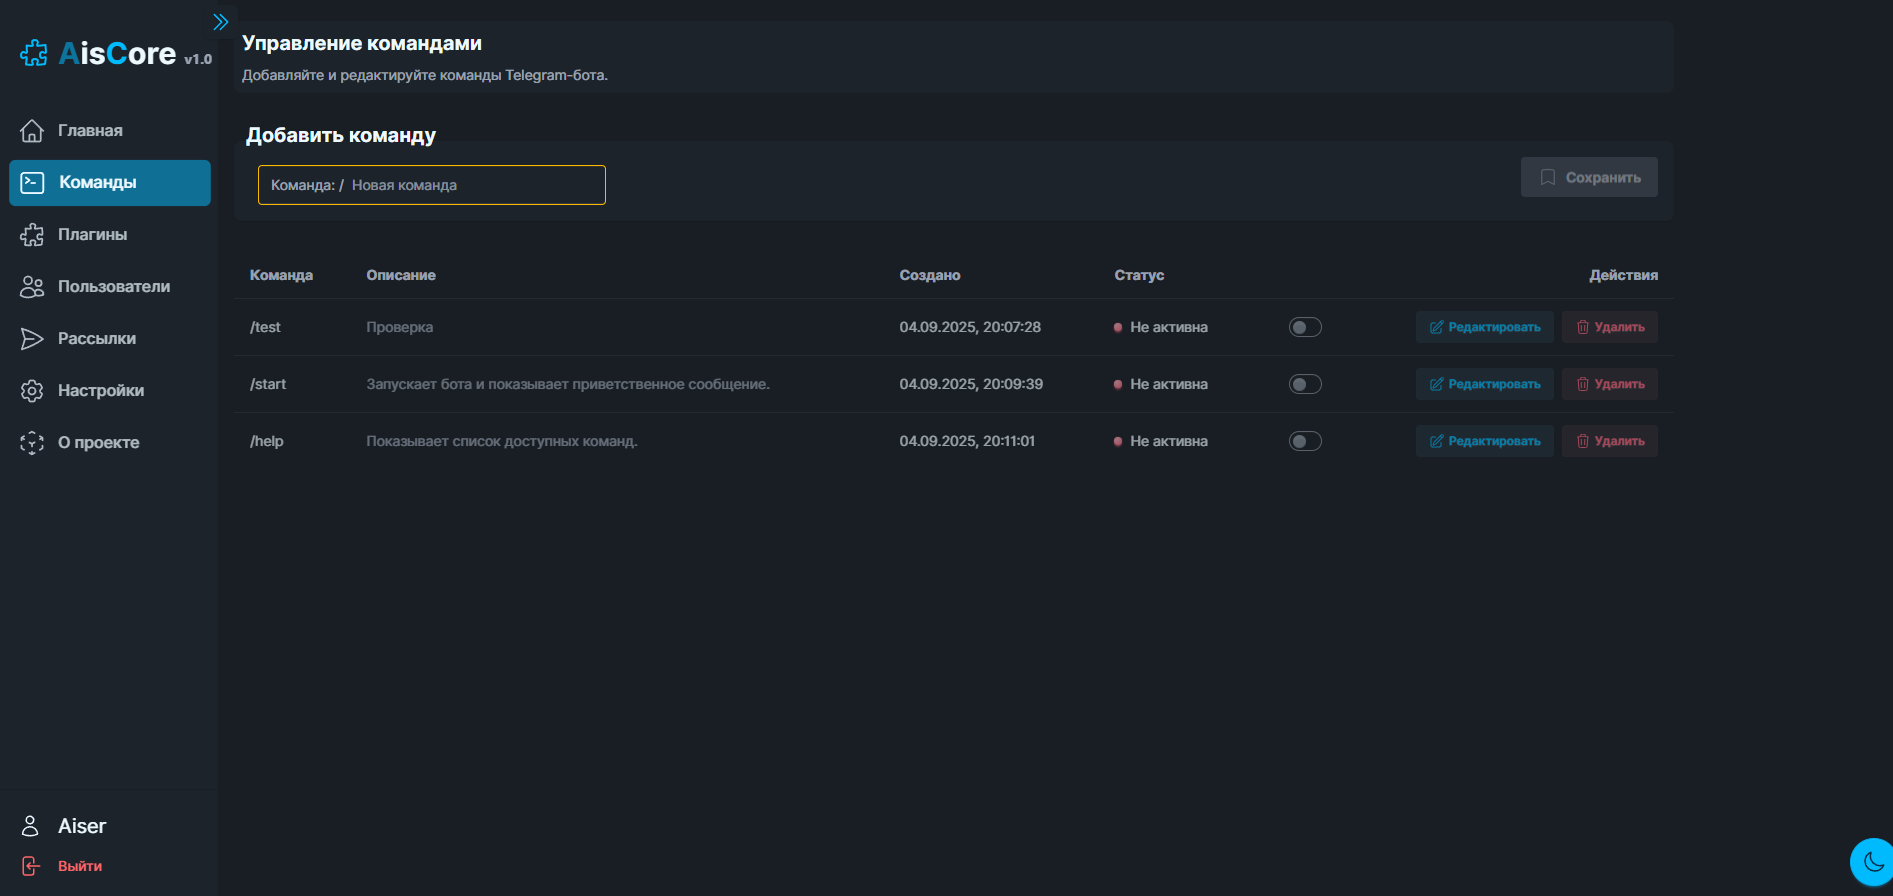 AisCore v1.0
Главная
Команды
Плагины
Пользователи
Рассылки
Настройки
О проекте
Aiser
Выйти
Управление командами
Добавляйте и редактируйте команды Telegram-бота.
Добавить команду
Команда: / Новая команда
Сохранить
Команда Описание Создано Статус Действия
/test Проверка 04.09.2025, 20:07:28 Не активна Редактировать Удалить
/start Запускает бота и показывает приветственное сообщение. 04.09.2025, 20:09:39 Не активна Редактировать Удалить
/help Показывает список доступных команд. 04.09.2025, 20:11:01 Не активна Редактировать Удалить